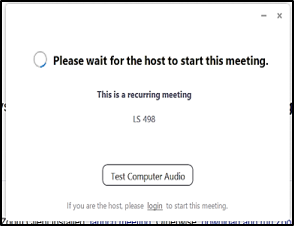 Please wait for the host to start this meeting.
This is a recurring meeting
LS 498
Test Computer Audio
If you are the host, please login to start this meeting.